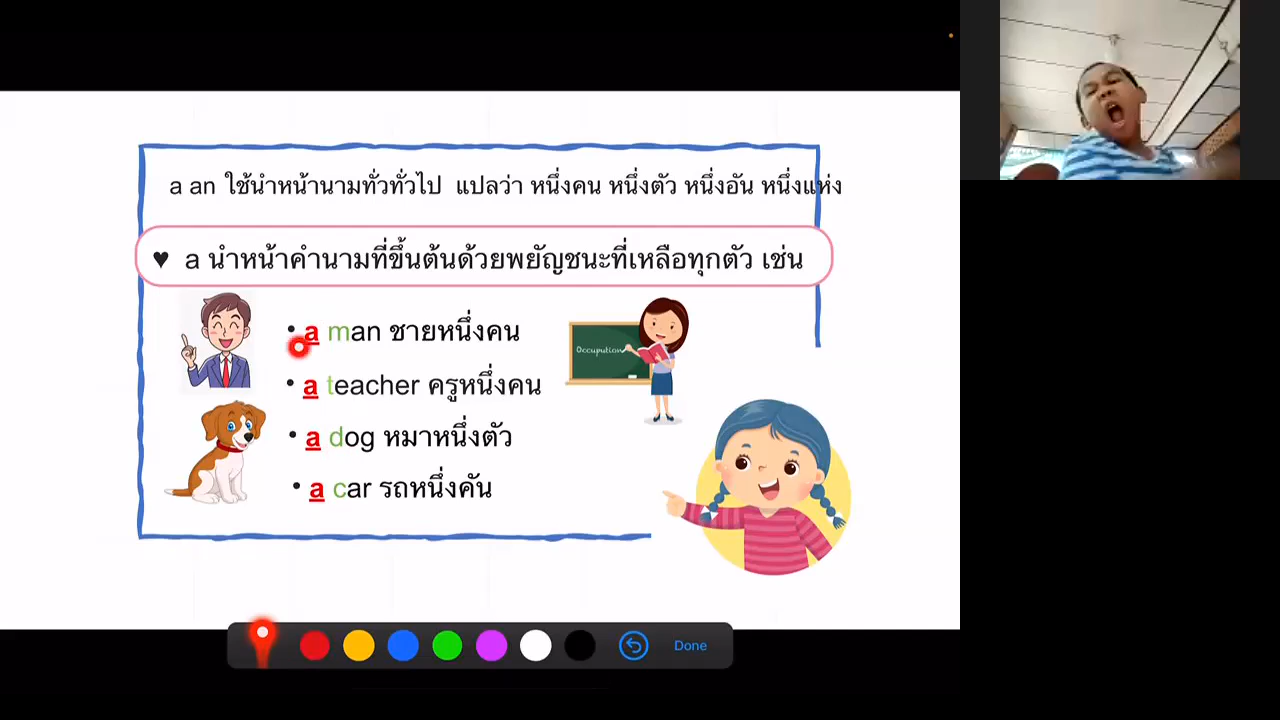 a an ใช้นำหน้านามทั่วทั่วไป แปลว่า หนึ่งคน หนึ่งตัว หนึ่งอัน หนึ่งแห่ง
♥ a นำหน้าคำนามที่ขึ้นต้นด้วยพยัญชนะที่เหลือทุกตัว เช่น
• a man ชายหนึ่งคน
Occupution
• a teacher ครูหนึ่งคน
• a dog หมาหนึ่งตัว
• a car รถหนึ่งคัน
Done